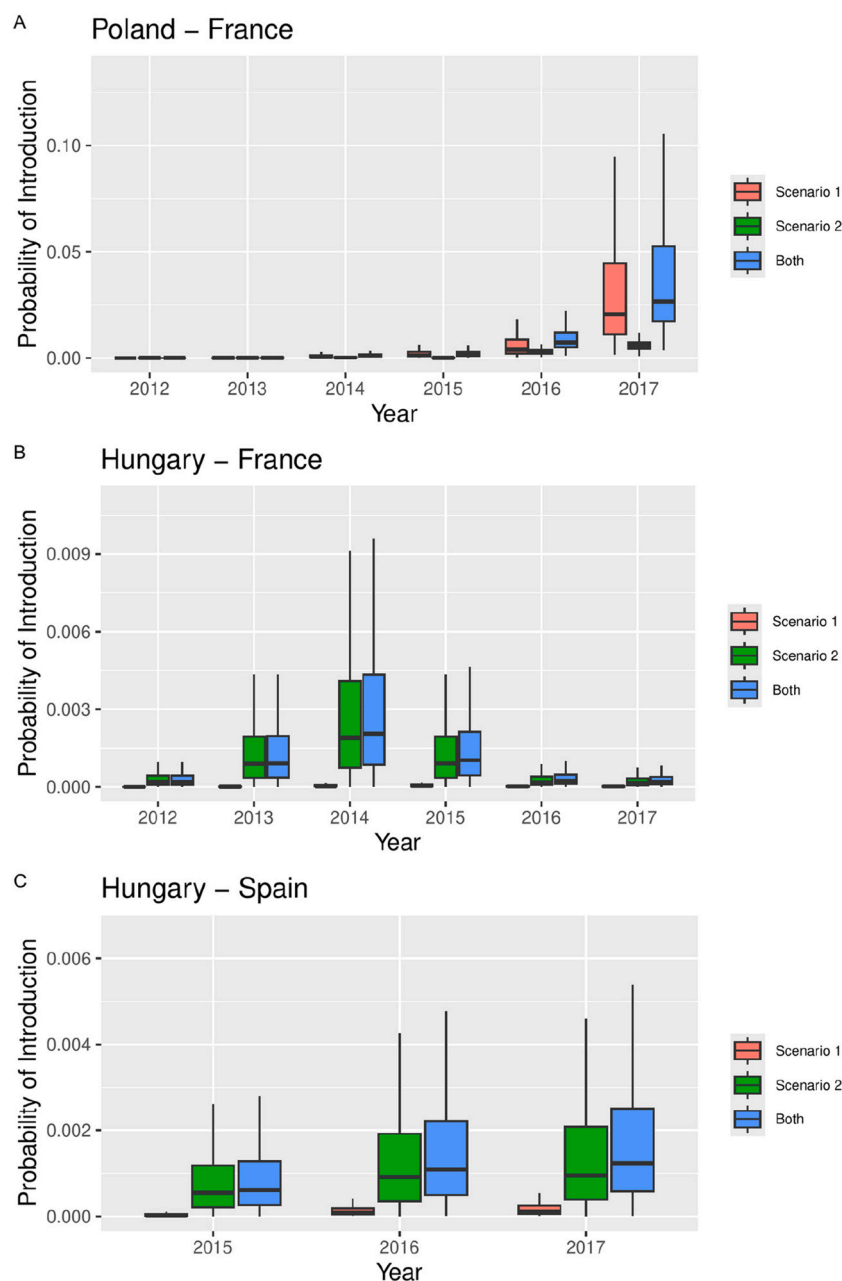 A
Poland – France
Probability of Introduction
0.10
0.05
0.00
2012 2013 2014 2015 2016 2017
Year
Scenario 1
Scenario 2
Both
B
Hungary – France
Probability of Introduction
0.009
0.006
0.003
0.000
2012 2013 2014 2015 2016 2017
Year
Scenario 1
Scenario 2
Both
C
Hungary – Spain
Probability of Introduction
0.006
0.004
0.002
0.000
2015 2016 2017
Year
Scenario 1
Scenario 2
Both